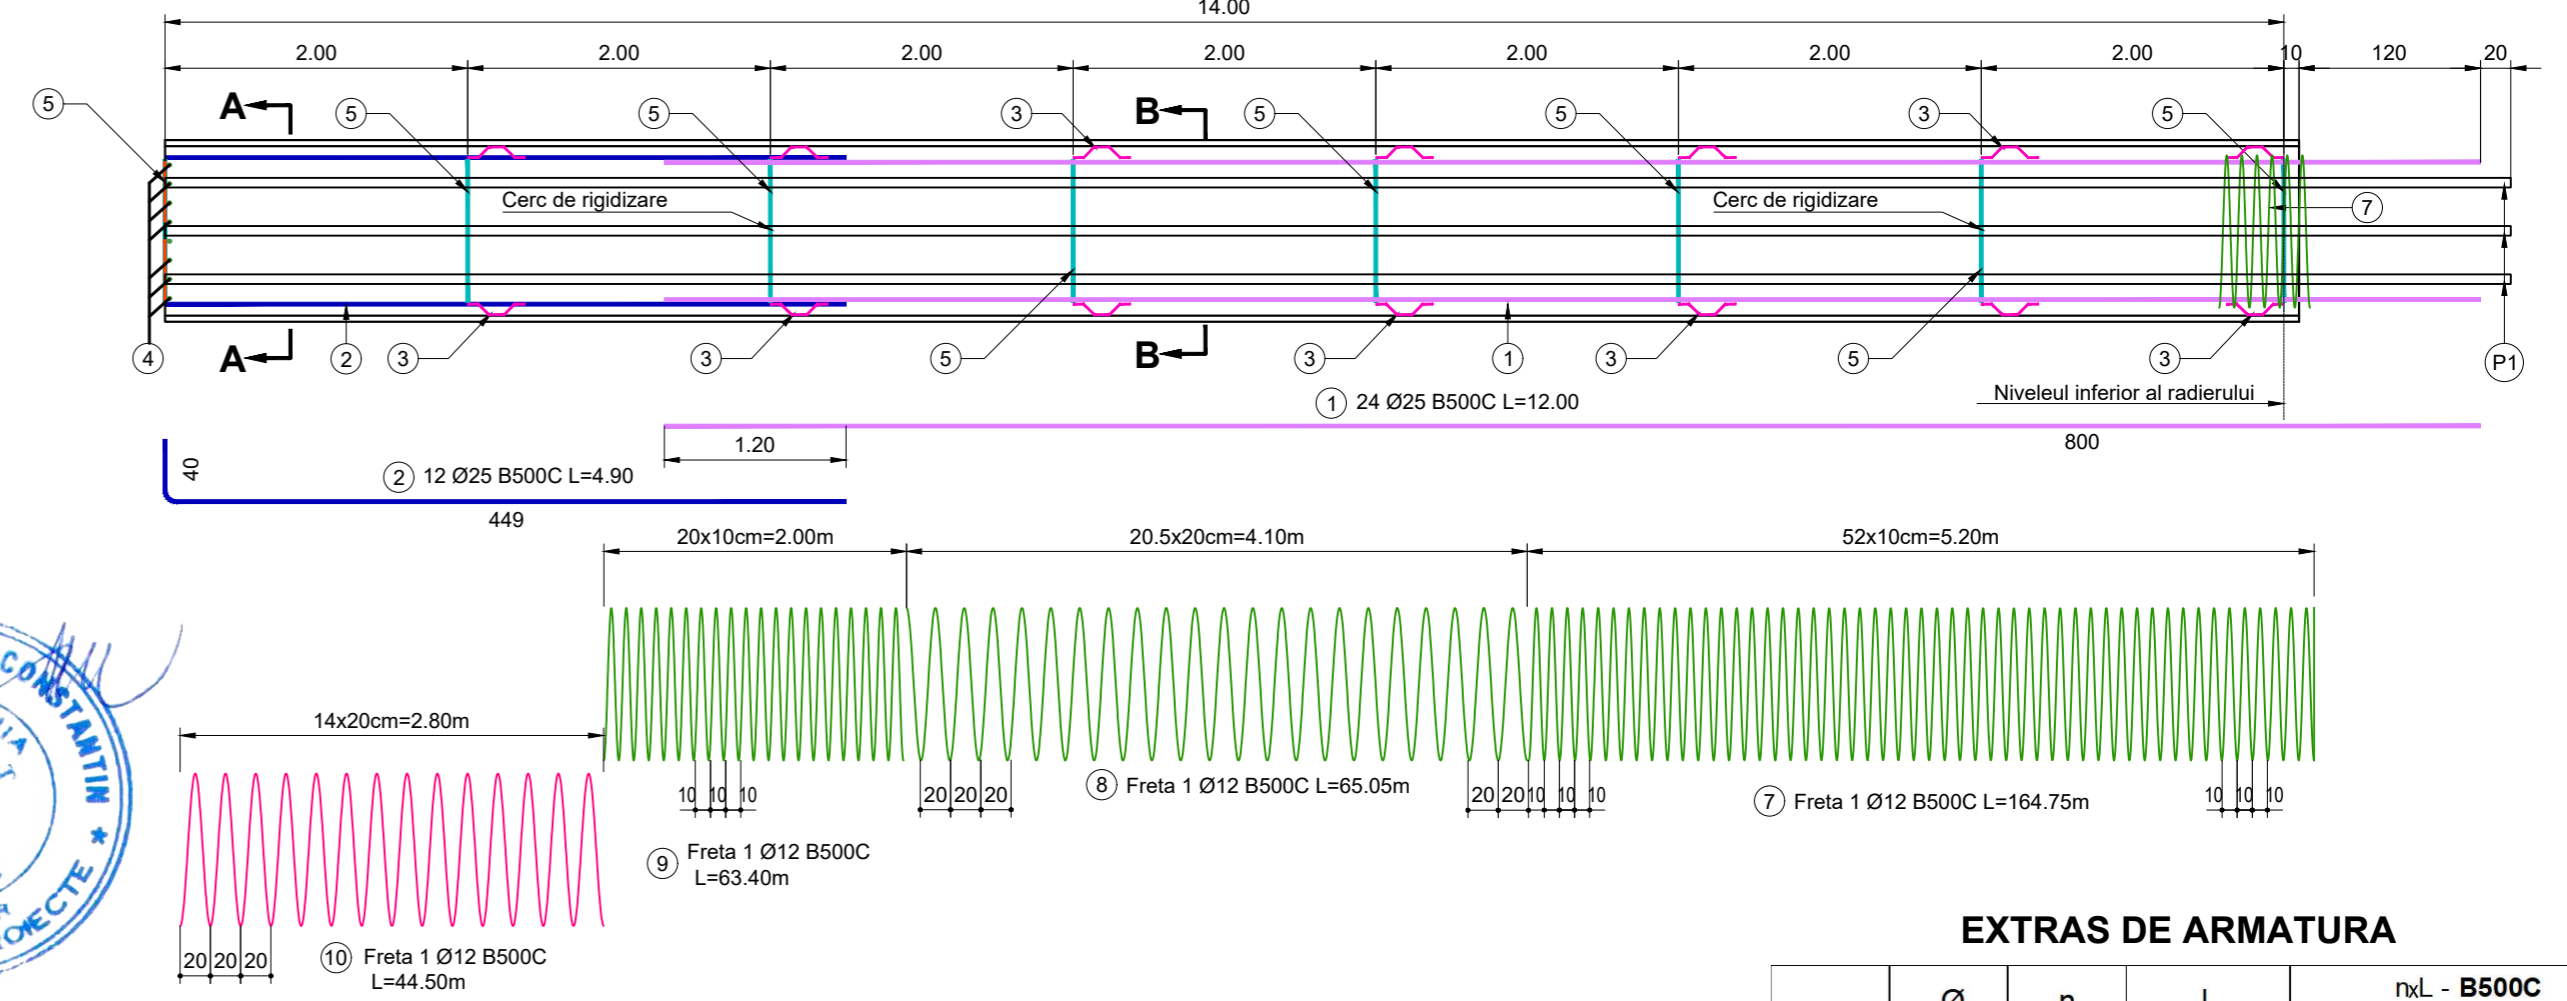 14.00
2.00 2.00 2.00 2.00 2.00 2.00 2.00 10 120 20
5 A 5 5 3 B 5 5 3 5
Cerc de rigidizare Cerc de rigidizare 7
4 A 2 3 3 5 B 3 1 3 5 3 P1
1 24 Ø25 B500C L=12.00
Niveleul inferior al radierului
1.20 800
40
2 12 Ø25 B500C L=4.90
449
20x10cm=2.00m 20.5x20cm=4.10m 52x10cm=5.20m
14x20cm=2.80m
10 10 10 20 20 20 20 20 10 10 10 10 10 10
8 Freta 1 Ø12 B500C L=65.05m
7 Freta 1 Ø12 B500C L=164.75m
9 Freta 1 Ø12 B500C
L=63.40m
20 20 20
10 Freta 1 Ø12 B500C
L=44.50m
CONSTANTIN *
EXTRAS DE ARMATURA
Ø n L nxL - B500C